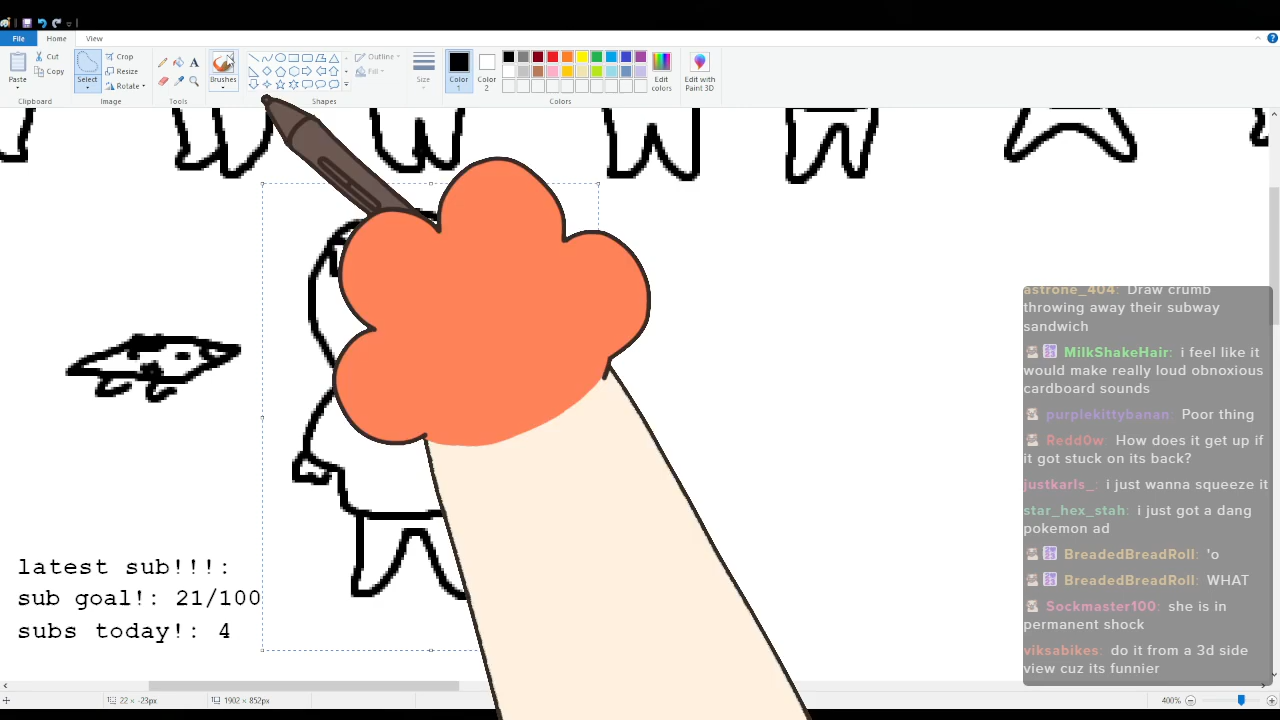 File Home View
Paste Cut Copy Clipboard
Select Crop Resize Rotate Image
Tools
Brushes
Outline Fill Shapes
Size
Color 1
Color 2
Edit colors
Edit with Paint 3D
Colors
astrone_404: Draw crumb
throwing away their subway
sandwich
MilkShakeHair: i feel like it
would make really loud obnoxious
cardboard sounds
purplekittybanan: Poor thing
Redd0w How does it get up if
it got stuck on its back?
justkarls_: i just wanna squeeze it
star_hex_stah: i just got a dang
pokemon ad
BreadedBreadRoll: 'o
BreadedBreadRoll: WHAT
Sockmaster100: she is in
permanent shock
viksabikes: do it from a 3d side
view cuz its funnier
latest sub!!!:
sub goal!: 21/100
subs today!: 4
22 × -23px
1902 × 852px
400%